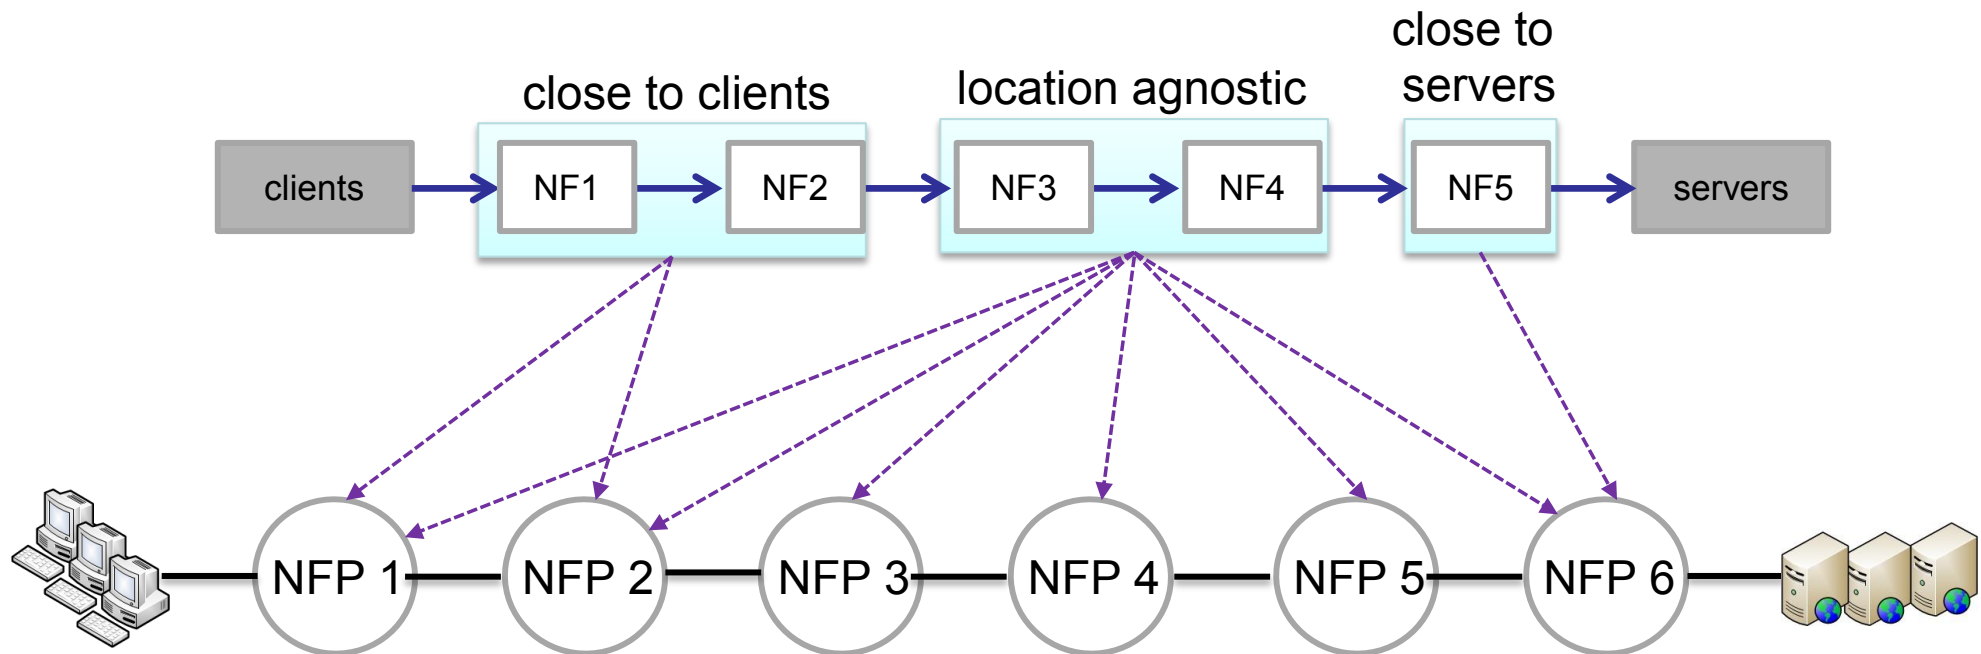 close to
servers
close to clients
location agnostic
clients
NF1
NF2
NF3
NF4
NF5
servers
NFP 1
NFP 2
NFP 3
NFP 4
NFP 5
NFP 6